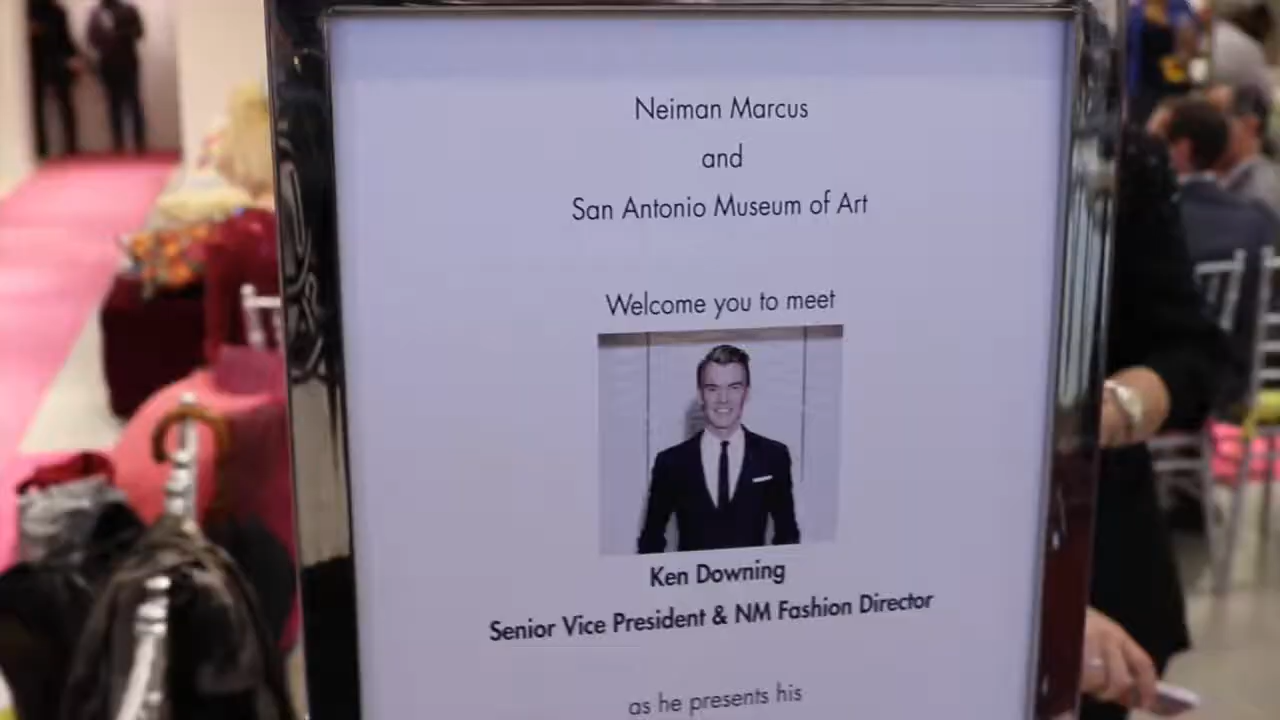 Neiman Marcus
and
San Antonio Museum of Art
Welcome you to meet
Ken Downing
Senior Vice President & NM Fashion Director
as he presents his